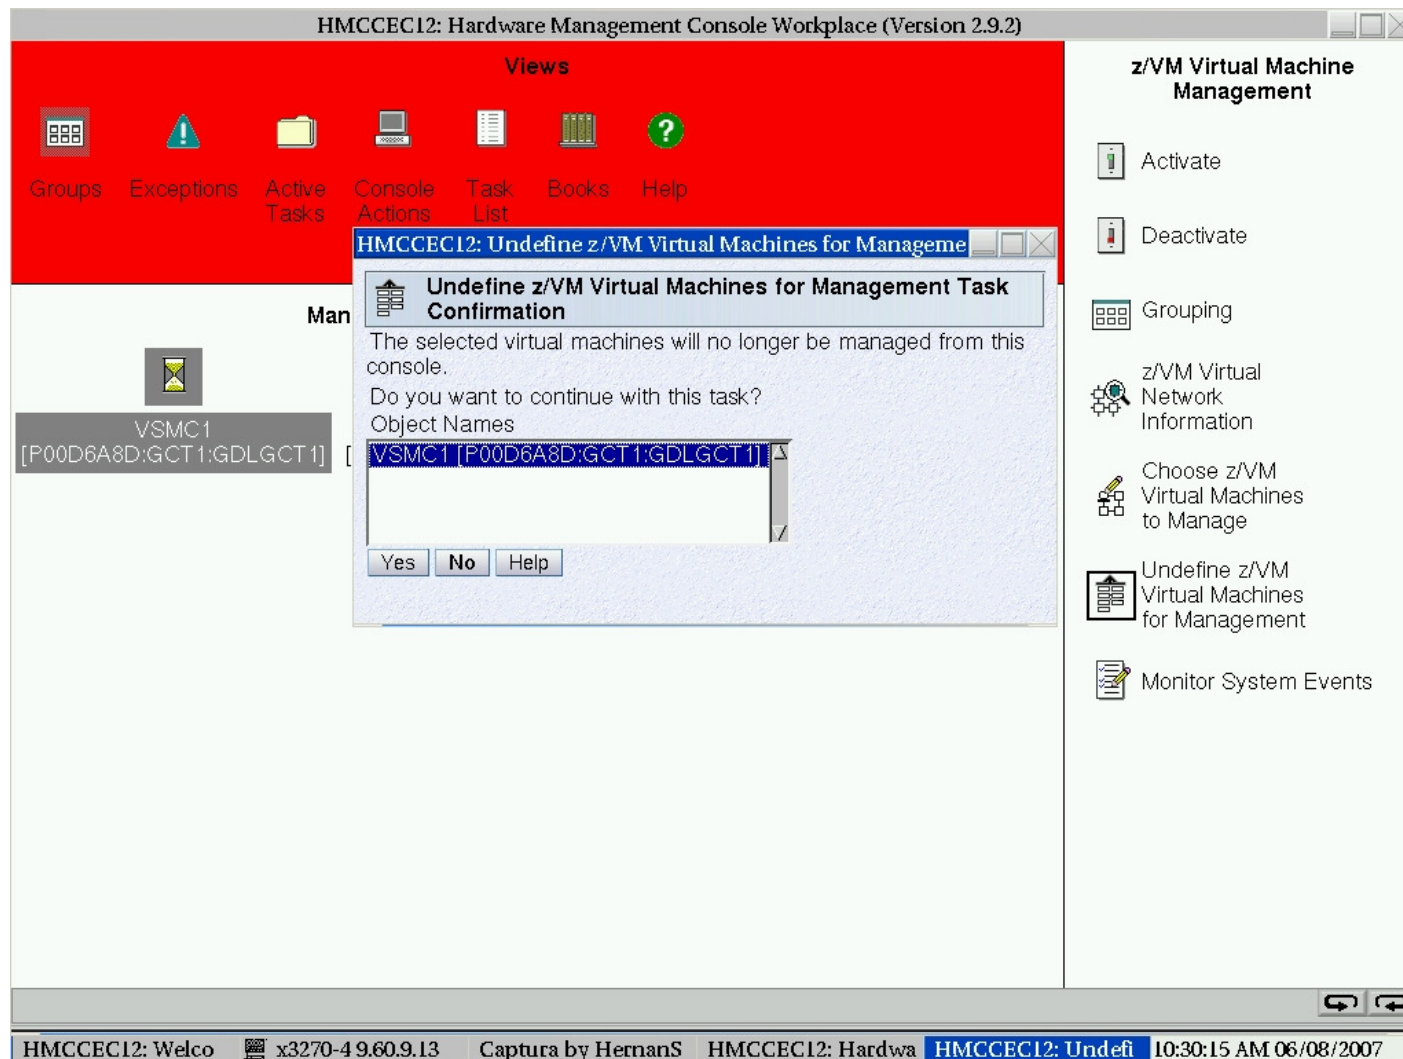 HMCCEC12: Hardware Management Console Workplace (Version 2.9.2)
Views
Groups
Exceptions
Active
Tasks
Console
Actions
Task
List
Books
Help
z/VM Virtual Machine
Management
Activate
Deactivate
Grouping
z/VM Virtual
Network
Information
Choose z/VM
Virtual Machines
to Manage
Undefine z/VM
Virtual Machines
for Management
Monitor System Events
Man
VSMC1
[P00D6A8D:GCT1:GDLGCT1]
[
HMCCEC12: Undefine z/VM Virtual Machines for Manageme
Undefine z/VM Virtual Machines for Management Task
Confirmation
The selected virtual machines will no longer be managed from this
console.
Do you want to continue with this task?
Object Names
VSMC1 [P00D6A8D:GCT1:GDLGCT1]
Yes No Help
HMCCEC12: Welco x3270-4 9.60.9.13 Captura by HernanS HMCCEC12: Hardwa HMCCEC12: Undefi 10:30:15 AM 06/08/2007